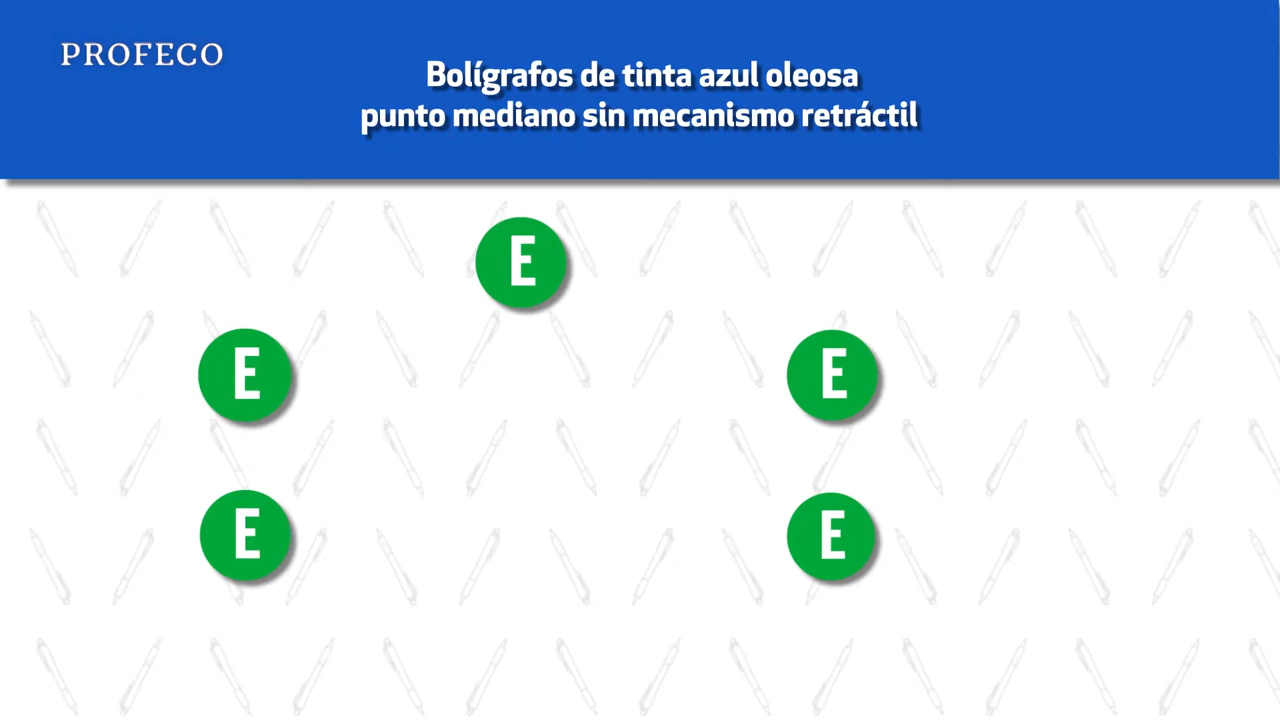 PROFECO
Bolígrafos de tinta azul oleosa
punto mediano sin mecanismo retráctil
E
E
E
E
E